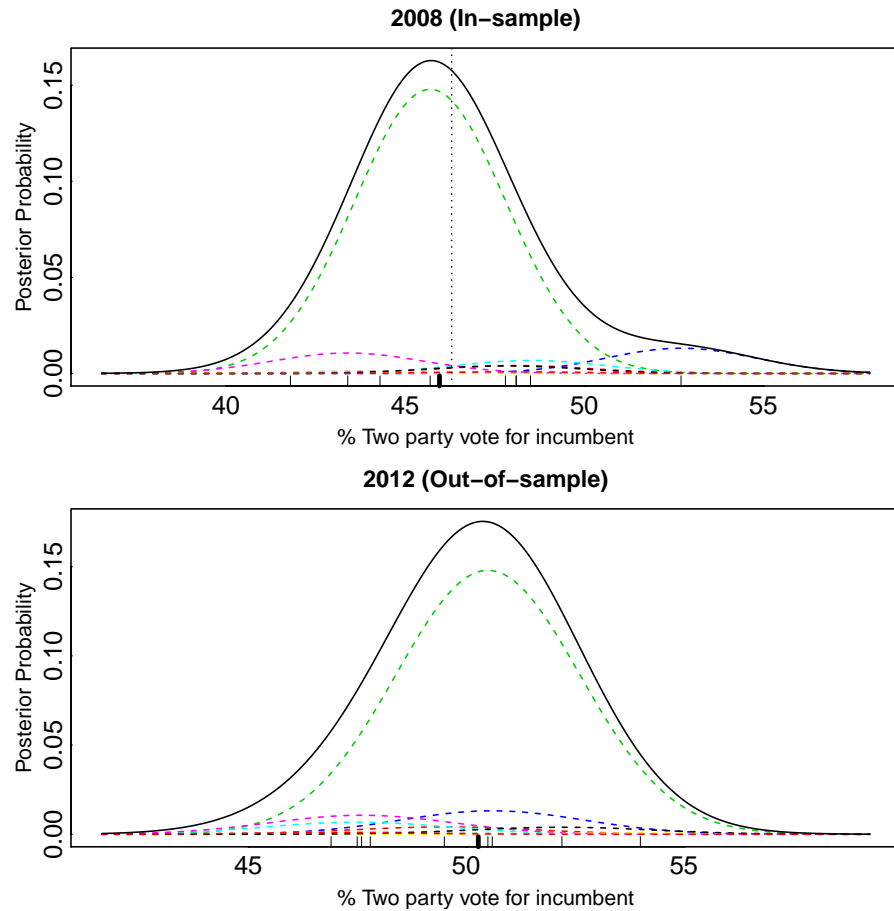 2008 (In−sample)
Posterior Probability
0.15
0.10
0.05
0.00
40 45 50 55
% Two party vote for incumbent
2012 (Out−of−sample)
Posterior Probability
0.15
0.10
0.05
0.00
45 50 55
% Two party vote for incumbent